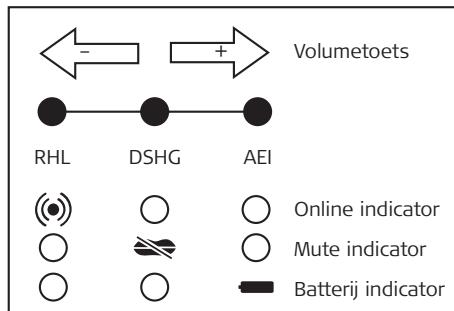 - + Volumetoets
RHL DSHG AEI
Online indicator
Mute indicator
Batterij indicator